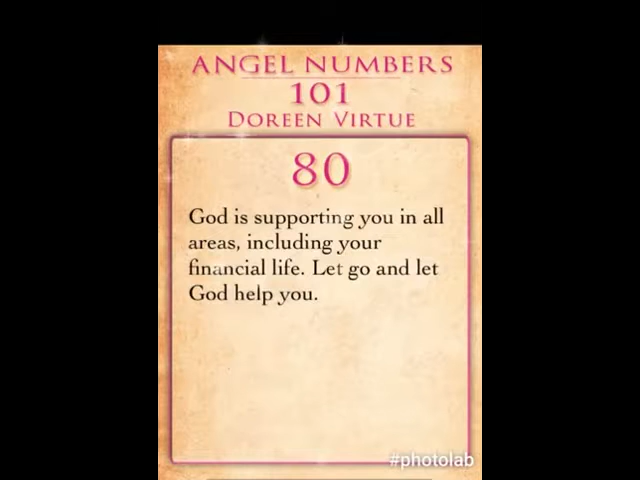 ANGEL NUMBERS
101
DOREEN VIRTUE
80
God is supporting you in all
areas, including your
financial life. Let go and let
God help you.
#photolab